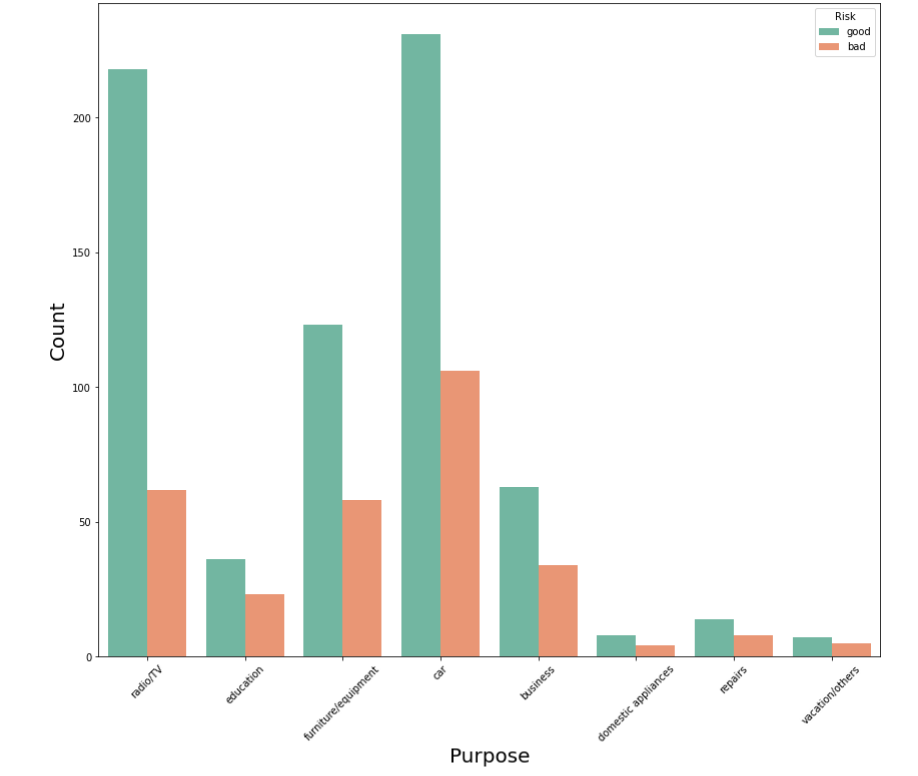 Risk
good
bad
200
150
100
50
0
Count
radio/TV
education
furniture/equipment
car
business
domestic appliances
repairs
vacation/others
Purpose